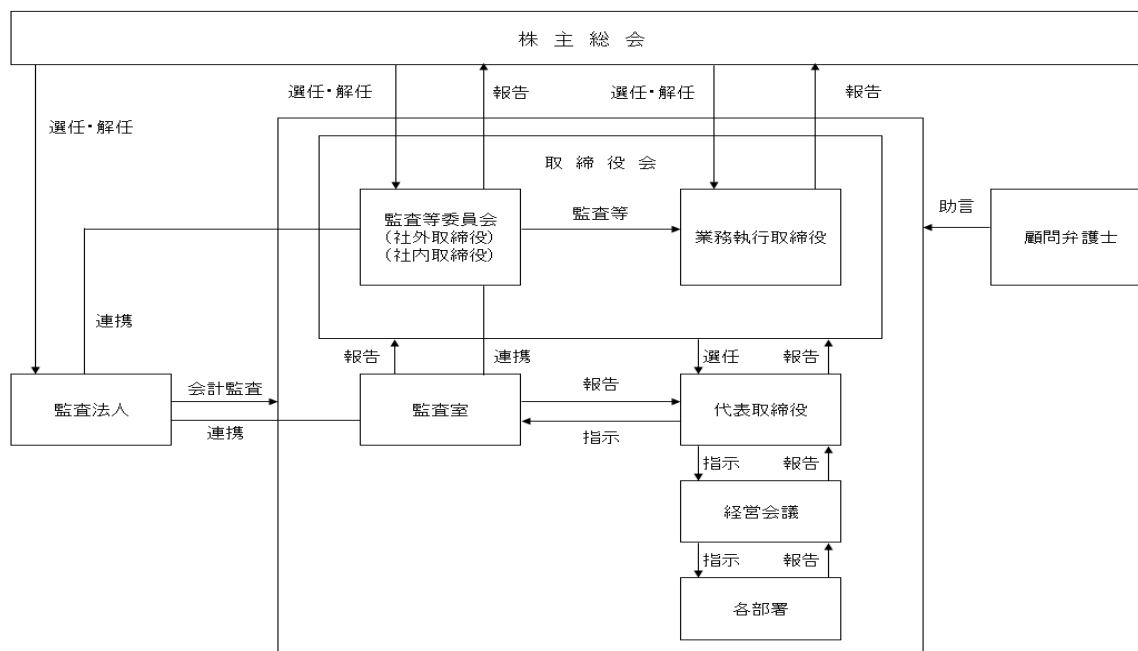 株主総会
選任・解任
報告
選任・解任
報告
選任・解任
取締役会
監査等委員会
(社外取締役)
(社内取締役)
監査等
業務執行取締役
助言
顧問弁護士
連携
報告
連携
選任
報告
監査法人
会計監査
連携
監査室
報告
指示
代表取締役
指示
報告
経営会議
指示
報告
各部署